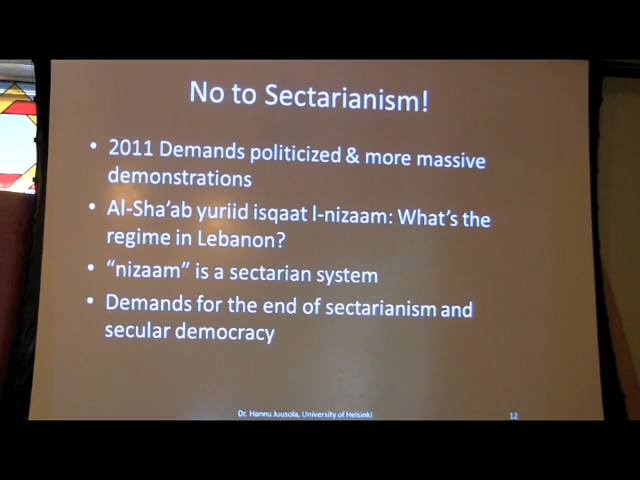 No to Sectarianism!
• 2011 Demands politicized & more massive
demonstrations
• Al-Sha'ab yuriid isqaat l-nizaam: What's the
regime in Lebanon?
• "nizaam" is a sectarian system
• Demands for the end of sectarianism and
secular democracy
Dr. Hannu Juusola, University of Helsinki
12